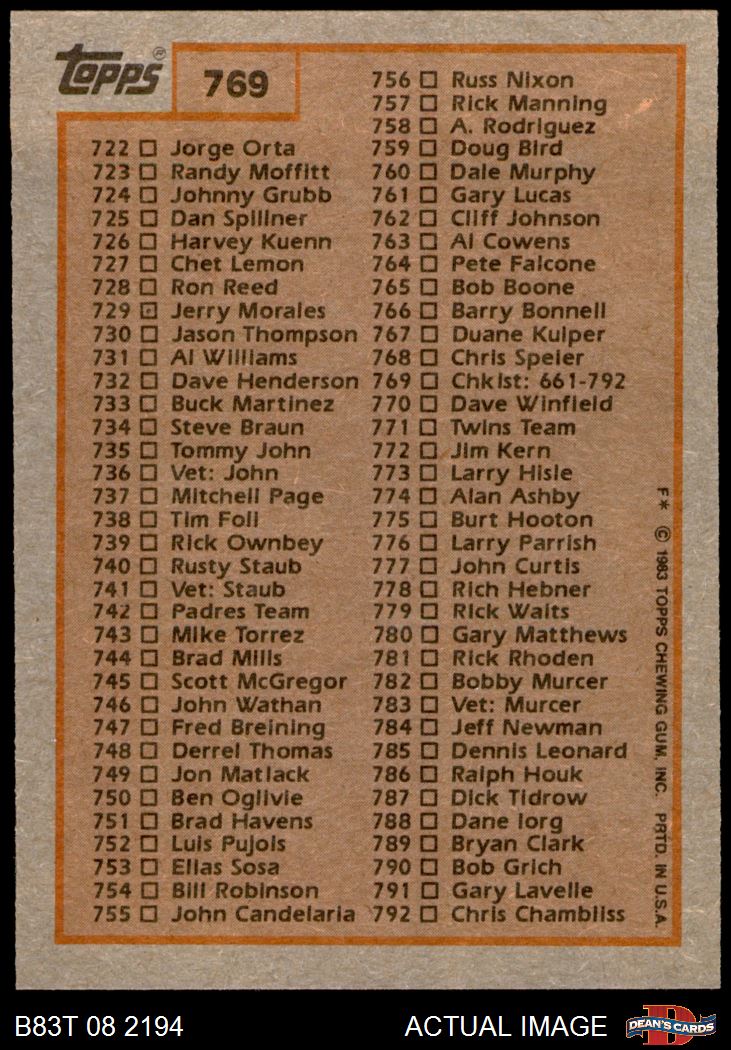 Topps®
769
722 Jorge Orta
723 Randy Moffitt
724 Johnny Grubb
725 Dan Spillner
726 Harvey Kuenn
727 Chet Lemon
728 Ron Reed
729 Jerry Morales
730 Jason Thompson
731 Al Williams
732 Dave Henderson
733 Buck Martinez
734 Steve Braun
735 Tommy John
736 Vet: John
737 Mitchell Page
738 Tim Foli
739 Rick Ownbey
740 Rusty Staub
741 Vet: Staub
742 Padres Team
743 Mike Torrez
744 Brad Mills
745 Scott McGregor
746 John Wathan
747 Fred Breining
748 Derrel Thomas
749 Jon Matlack
750 Ben Oglivie
751 Brad Havens
752 Luis Pujols
753 Elias Sosa
754 Bill Robinson
755 John Candelaria
756 Russ Nixon
757 Rick Manning
758 A. Rodriguez
759 Doug Bird
760 Dale Murphy
761 Gary Lucas
762 Cliff Johnson
763 Al Cowens
764 Pete Falcone
765 Bob Boone
766 Barry Bonnell
767 Duane Kuiper
768 Chris Speier
769 Chklst: 661-792
770 Dave Winfield
771 Twins Team
772 Jim Kern
773 Larry Hisle
774 Alan Ashby
775 Burt Hooton
776 Larry Parrish
777 John Curtis
778 Rich Hebner
779 Rick Waits
780 Gary Matthews
781 Rick Rhoden
782 Bobby Murcer
783 Vet: Murcer
784 Jeff Newman
785 Dennis Leonard
786 Ralph Houk
787 Dick Tidrow
788 Dane Iorg
789 Bryan Clark
790 Bob Grich
791 Gary Lavelle
792 Chris Chambliss
F* © 1983 TOPPS CHEWING GUM, INC. PRTD. IN U.S.A.
B83T 08 2194
ACTUAL IMAGE
D
DEAN'S CARDS